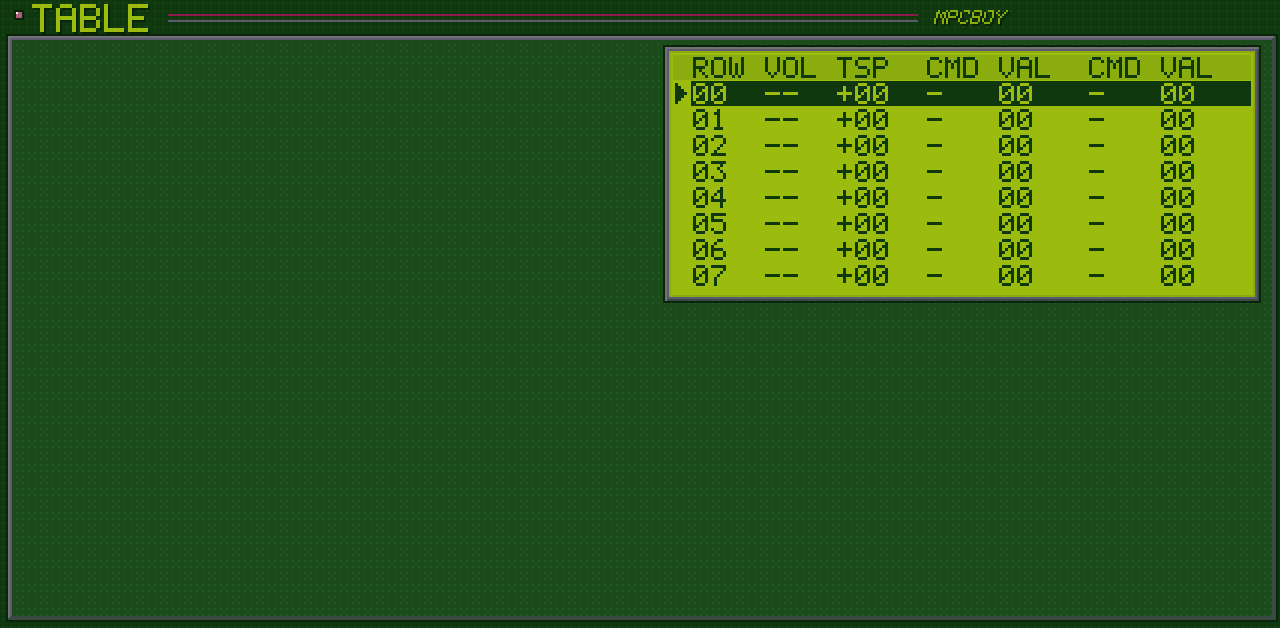 TABLE MPCBOY
ROW VOL TSP CMD VAL CMD VAL
00 -- +00 - 00 - 00
01 -- +00 - 00 - 00
02 -- +00 - 00 - 00
03 -- +00 - 00 - 00
04 -- +00 - 00 - 00
05 -- +00 - 00 - 00
06 -- +00 - 00 - 00
07 -- +00 - 00 - 00